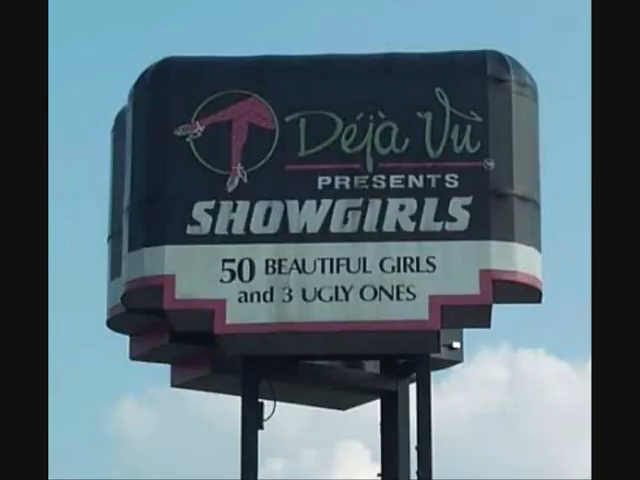 Déjà Vu
PRESENTS
SHOWGIRLS
50 BEAUTIFUL GIRLS
and 3 UGLY ONES